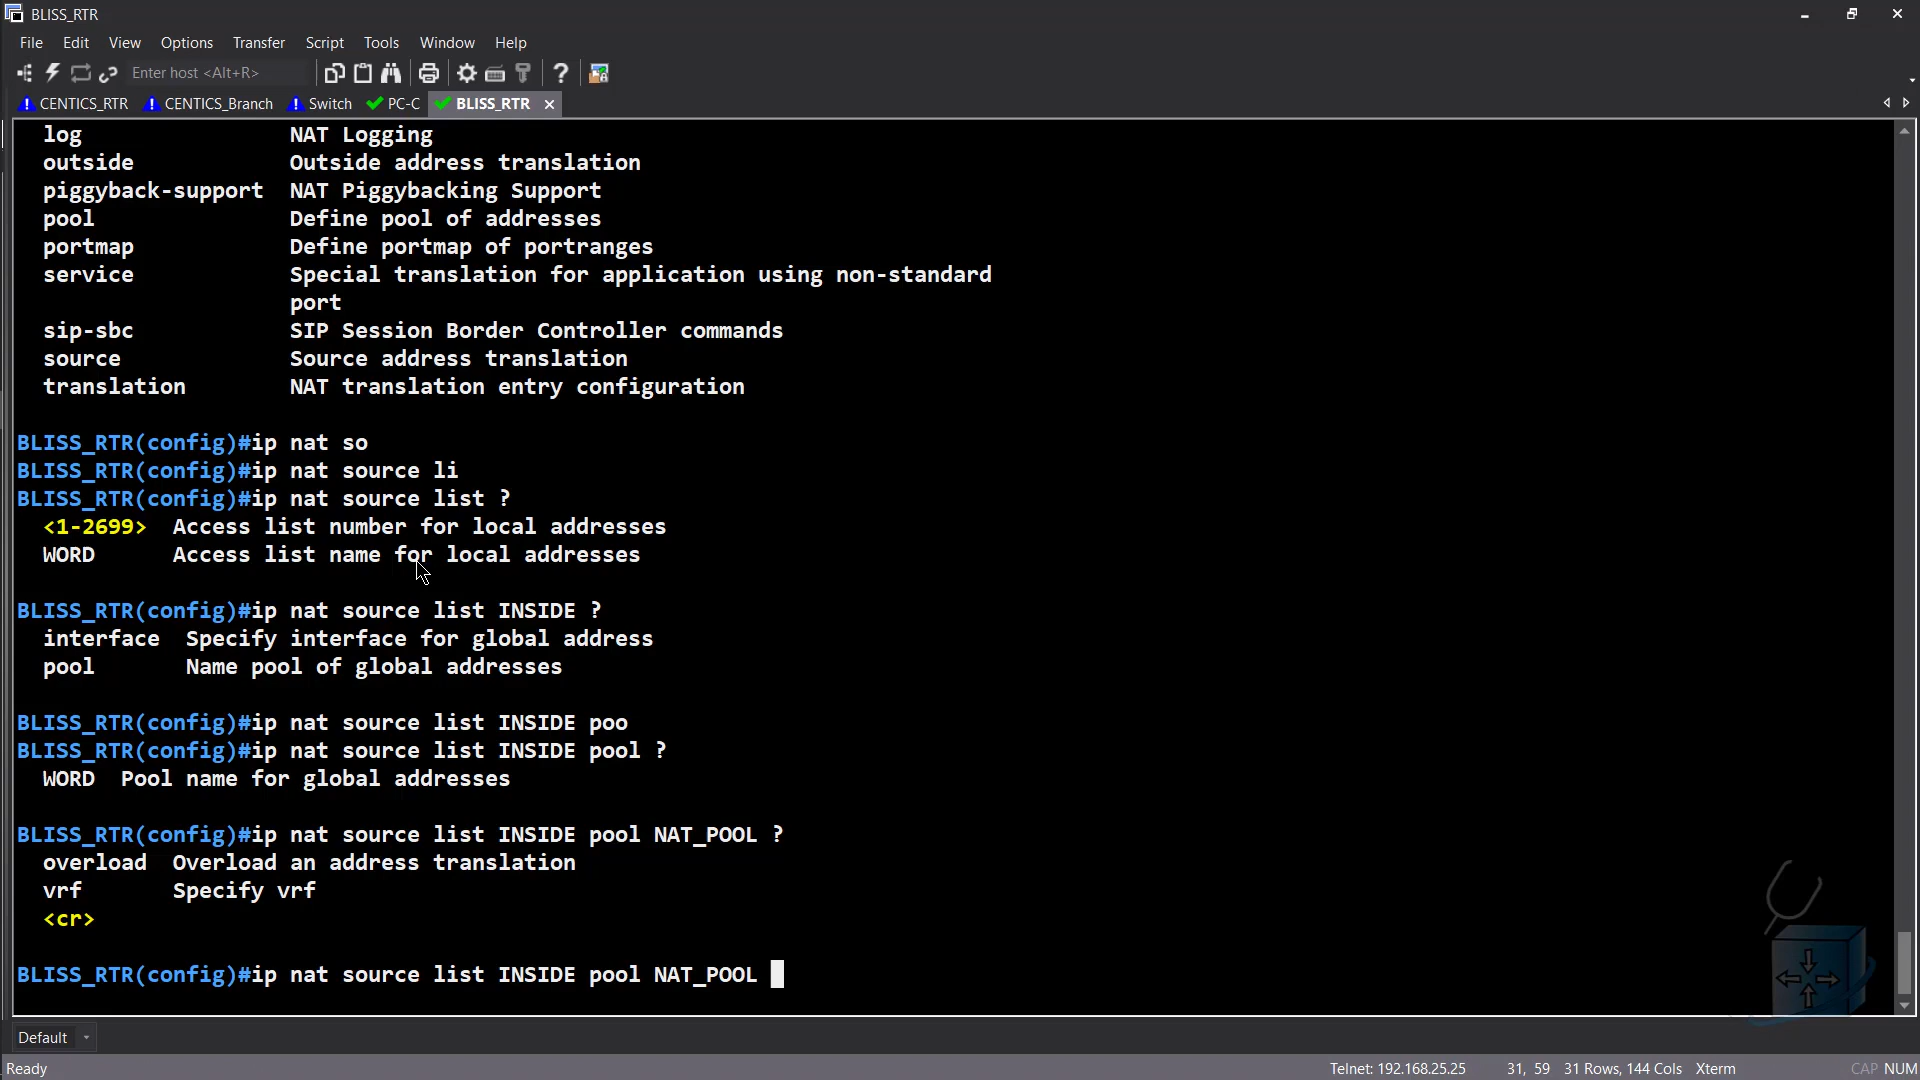 BLISS_RTR
File Edit View Options Transfer Script Tools Window Help
Enter host <Alt+R>
CENTICS_RTR CENTICS_Branch Switch PC-C BLISS_RTR
log NAT Logging
outside Outside address translation
piggyback-support NAT Piggybacking Support
pool Define pool of addresses
portmap Define portmap of portranges
service Special translation for application using non-standard
port
sip-sbc SIP Session Border Controller commands
source Source address translation
translation NAT translation entry configuration
BLISS_RTR(config)#ip nat so
BLISS_RTR(config)#ip nat source li
BLISS_RTR(config)#ip nat source list ?
<1-2699> Access list number for local addresses
WORD Access list name for local addresses
BLISS_RTR(config)#ip nat source list INSIDE ?
interface Specify interface for global address
pool Name pool of global addresses
BLISS_RTR(config)#ip nat source list INSIDE poo
BLISS_RTR(config)#ip nat source list INSIDE pool ?
WORD Pool name for global addresses
BLISS_RTR(config)#ip nat source list INSIDE pool NAT_POOL ?
overload Overload an address translation
vrf Specify vrf
<cr>
BLISS_RTR(config)#ip nat source list INSIDE pool NAT_POOL
Default
Ready Telnet: 192.168.25.25 31, 59 31 Rows, 144 Cols Xterm CAP NUM